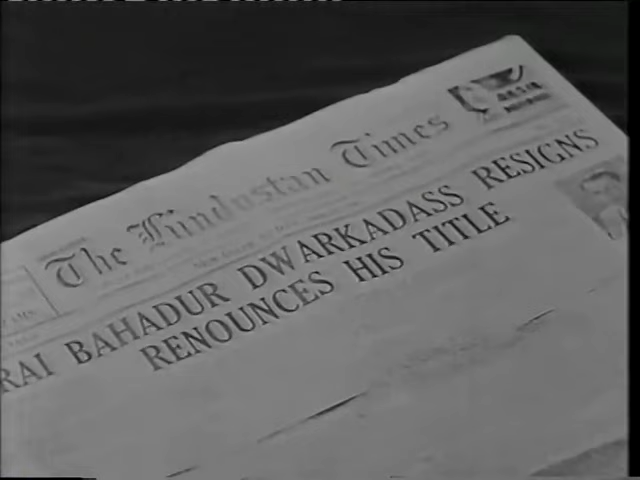 The Hindustan Times
RAI BAHADUR DWARKADASS RESIGNS
RENOUNCES HIS TITLE